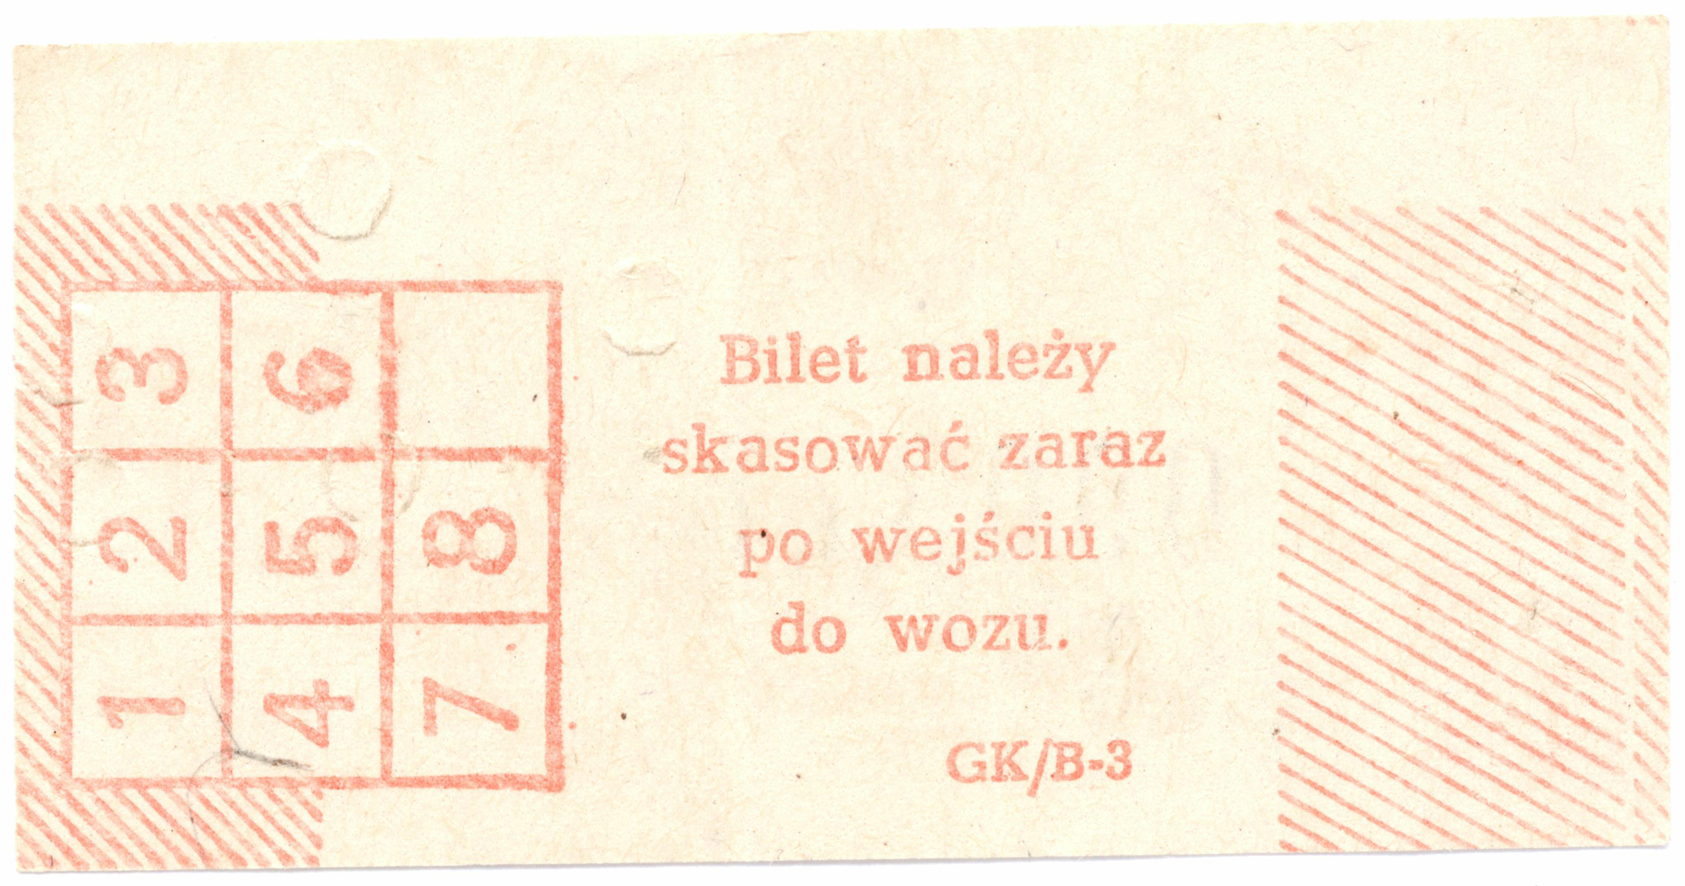 1 2 3
4 5 6
7 8
Bilet należy
skasować zaraz
po wejściu
do wozu.
GK/B-3